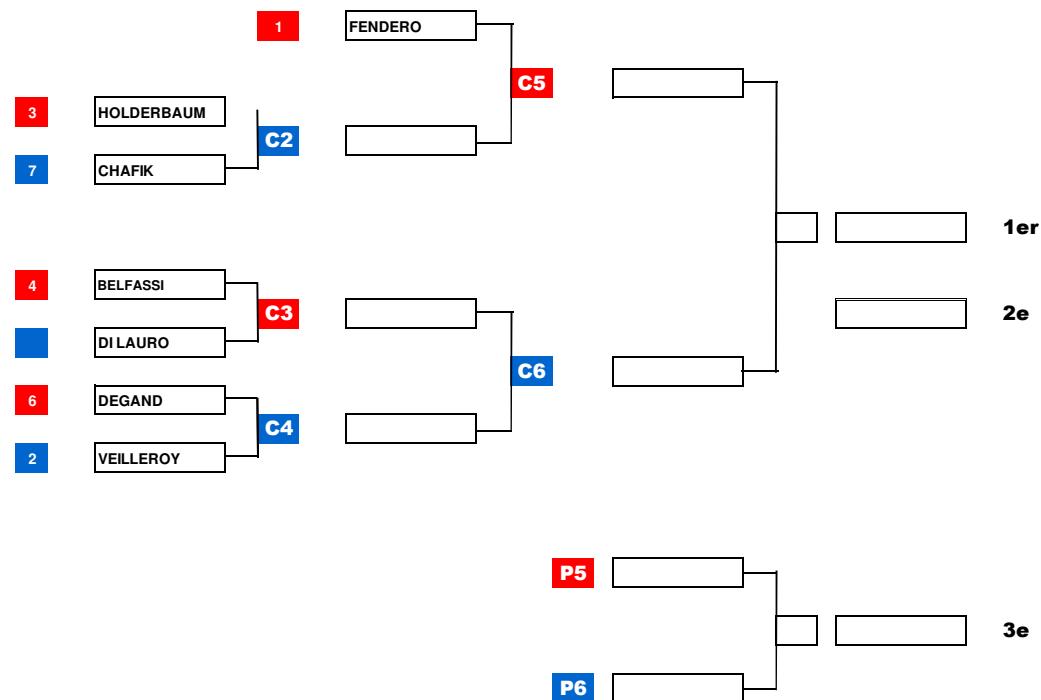 1 FENDERO
C5
3 HOLDERBAUM
C2
7 CHAFIK
1er
4 BELFASSI
C3
2e
DI LAURO
C6
6 DEGAND
C4
2 VEILLEROY
P5
3e
P6